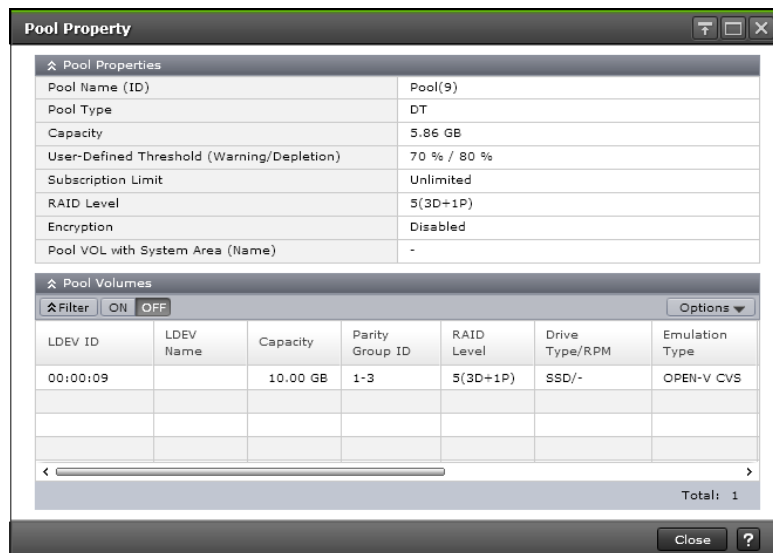 Pool Property
Pool Properties
Pool Name (ID) Pool(9)
Pool Type DT
Capacity 5.86 GB
User-Defined Threshold (Warning/Depletion) 70 % / 80 %
Subscription Limit Unlimited
RAID Level 5(3D+1P)
Encryption Disabled
Pool VOL with System Area (Name) -
Pool Volumes
Filter ON OFF Options
LDEV ID LDEV Name Capacity Parity Group ID RAID Level Drive Type/RPM Emulation Type
00:00:09 10.00 GB 1-3 5(3D+1P) SSD/- OPEN-V CVS
Total: 1
Close ?